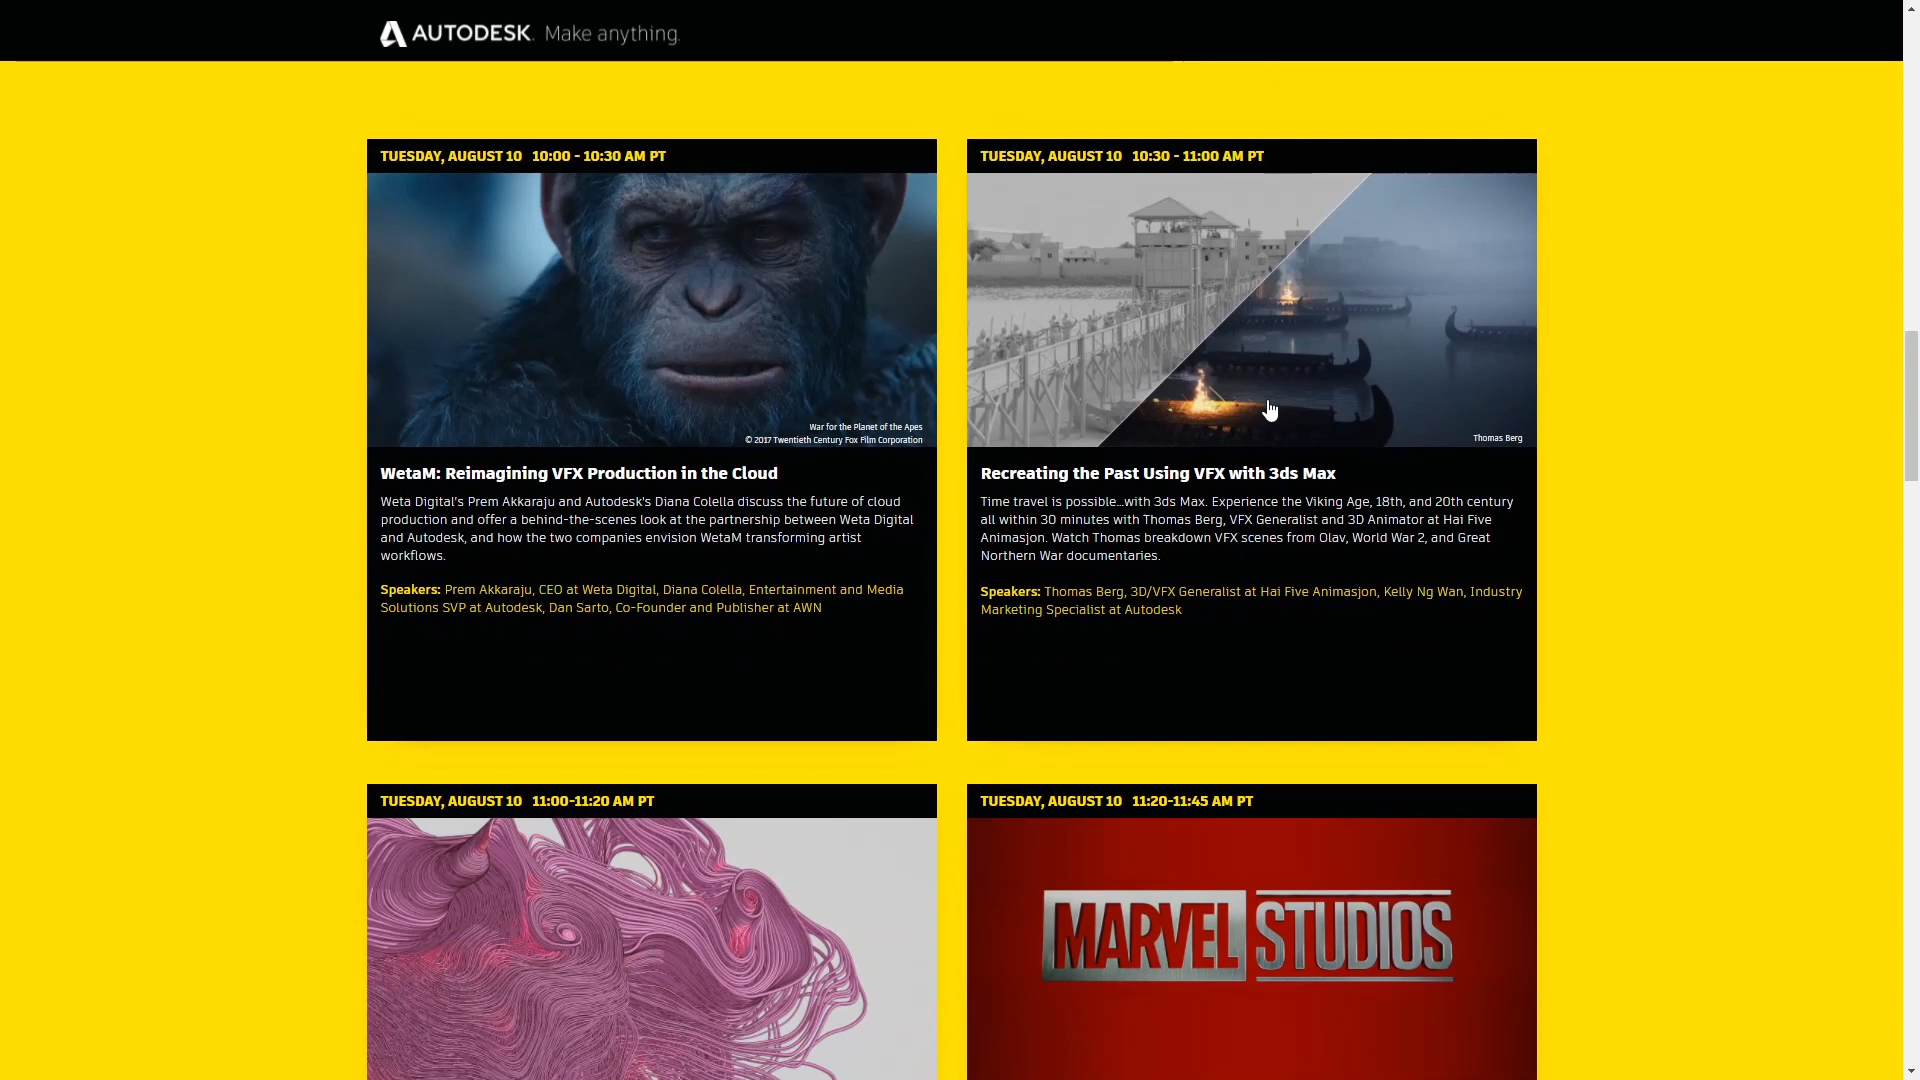 AUTODESK. Make anything.
TUESDAY, AUGUST 10 10:00 - 10:30 AM PT
War for the Planet of the Apes
© 2017 Twentieth Century Fox Film Corporation
WetaM: Reimagining VFX Production in the Cloud
Weta Digital's Prem Akkaraju and Autodesk's Diana Colella discuss the future of cloud
production and offer a behind-the-scenes look at the partnership between Weta Digital
and Autodesk, and how the two companies envision WetaM transforming artist
workflows.
Speakers: Prem Akkaraju, CEO at Weta Digital, Diana Colella, Entertainment and Media
Solutions SVP at Autodesk, Dan Sarto, Co-Founder and Publisher at AWN
TUESDAY, AUGUST 10 10:30 - 11:00 AM PT
Thomas Berg
Recreating the Past Using VFX with 3ds Max
Time travel is possible...with 3ds Max. Experience the Viking Age, 18th, and 20th century
all within 30 minutes with Thomas Berg, VFX Generalist and 3D Animator at Hai Five
Animasjon. Watch Thomas breakdown VFX scenes from Olav, World War 2, and Great
Northern War documentaries.
Speakers: Thomas Berg, 3D/VFX Generalist at Hai Five Animasjon, Kelly Ng Wan, Industry
Marketing Specialist at Autodesk
TUESDAY, AUGUST 10 11:00-11:20 AM PT
TUESDAY, AUGUST 10 11:20-11:45 AM PT
MARVEL STUDIOS